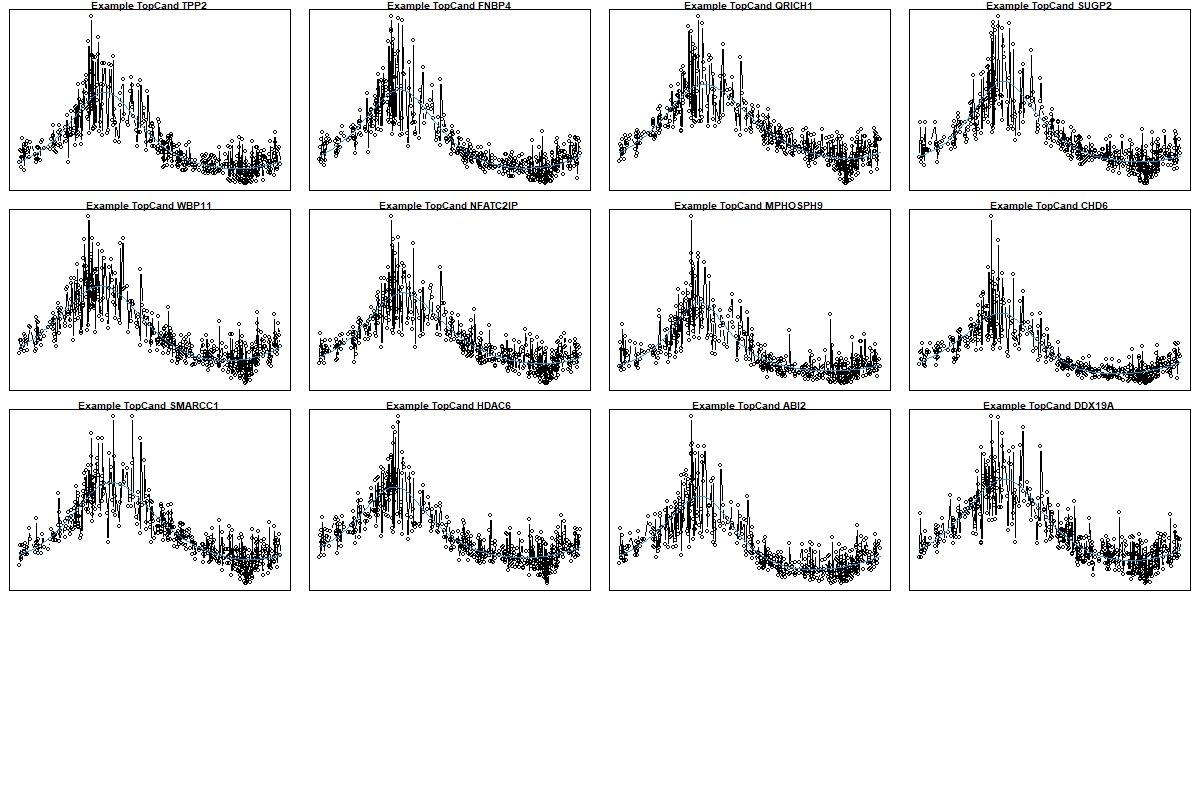 Example TopCand TPP2
Example TopCand FNBP4
Example TopCand QRICH1
Example TopCand SUGP2
Example TopCand WBP11
Example TopCand NFATC2IP
Example TopCand MPHOSPH9
Example TopCand CHD6
Example TopCand SMARCC1
Example TopCand HDAC6
Example TopCand ABI2
Example TopCand DDX19A